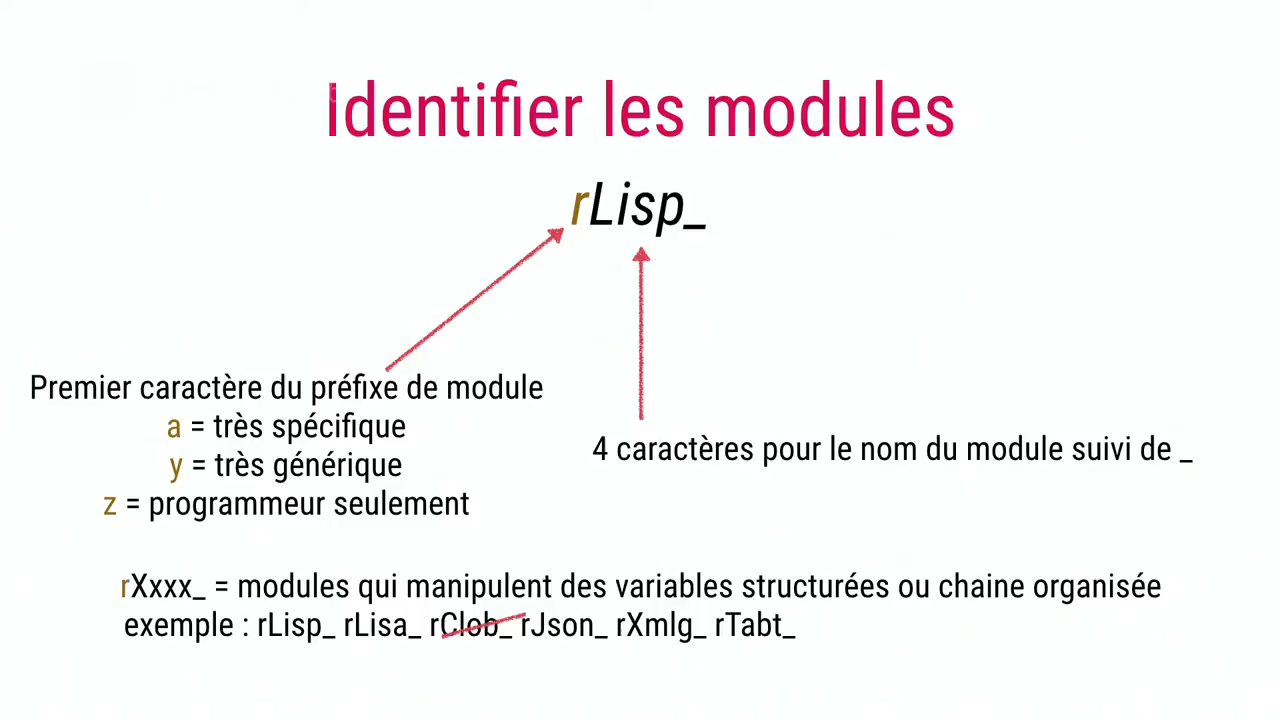 Identifier les modules
rLisp_
Premier caractère du préfixe de module
a = très spécifique
y = très générique
z = programmeur seulement
4 caractères pour le nom du module suivi de _
rXxxx_ = modules qui manipulent des variables structurées ou chaine organisée
exemple : rLisp_ rLisa_ rClob_ rJson_ rXmlg_ rTabt_